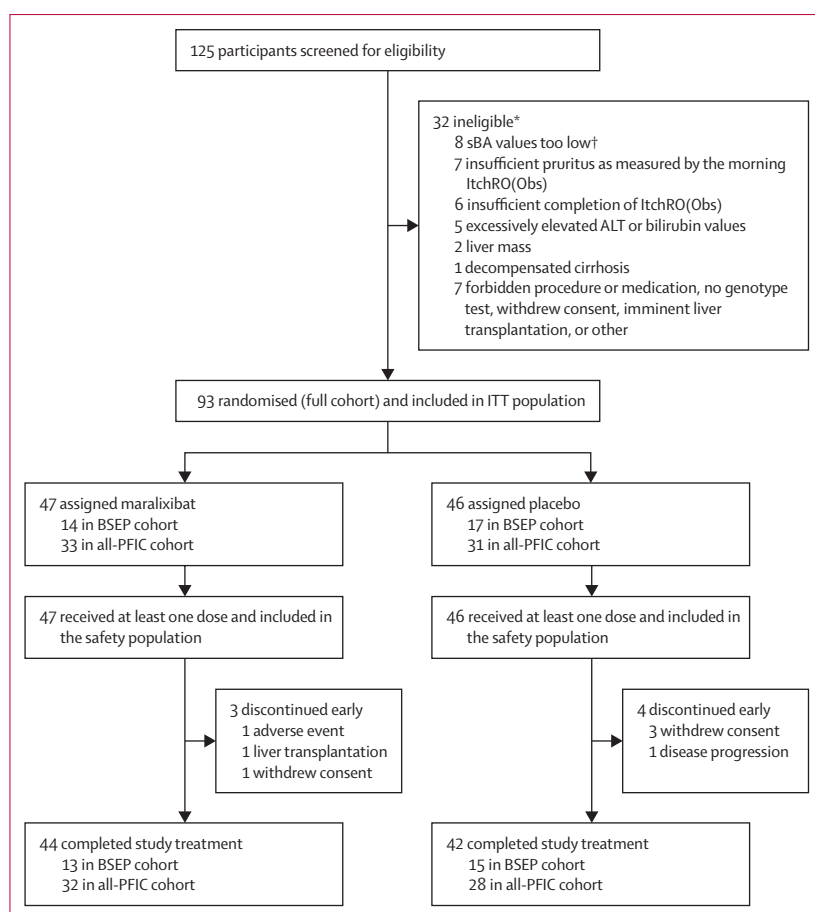 125 participants screened for eligibility
32 ineligible*
8 sBA values too low†
7 insufficient pruritus as measured by the morning
ItchRO(Obs)
6 insufficient completion of ItchRO(Obs)
5 excessively elevated ALT or bilirubin values
2 liver mass
1 decompensated cirrhosis
7 forbidden procedure or medication, no genotype
test, withdrew consent, imminent liver
transplantation, or other
93 randomised (full cohort) and included in ITT population
47 assigned maralixibat
14 in BSEP cohort
33 in all-PFIC cohort
46 assigned placebo
17 in BSEP cohort
31 in all-PFIC cohort
47 received at least one dose and included in
the safety population
46 received at least one dose and included in
the safety population
3 discontinued early
1 adverse event
1 liver transplantation
1 withdrew consent
4 discontinued early
3 withdrew consent
1 disease progression
44 completed study treatment
13 in BSEP cohort
32 in all-PFIC cohort
42 completed study treatment
15 in BSEP cohort
28 in all-PFIC cohort